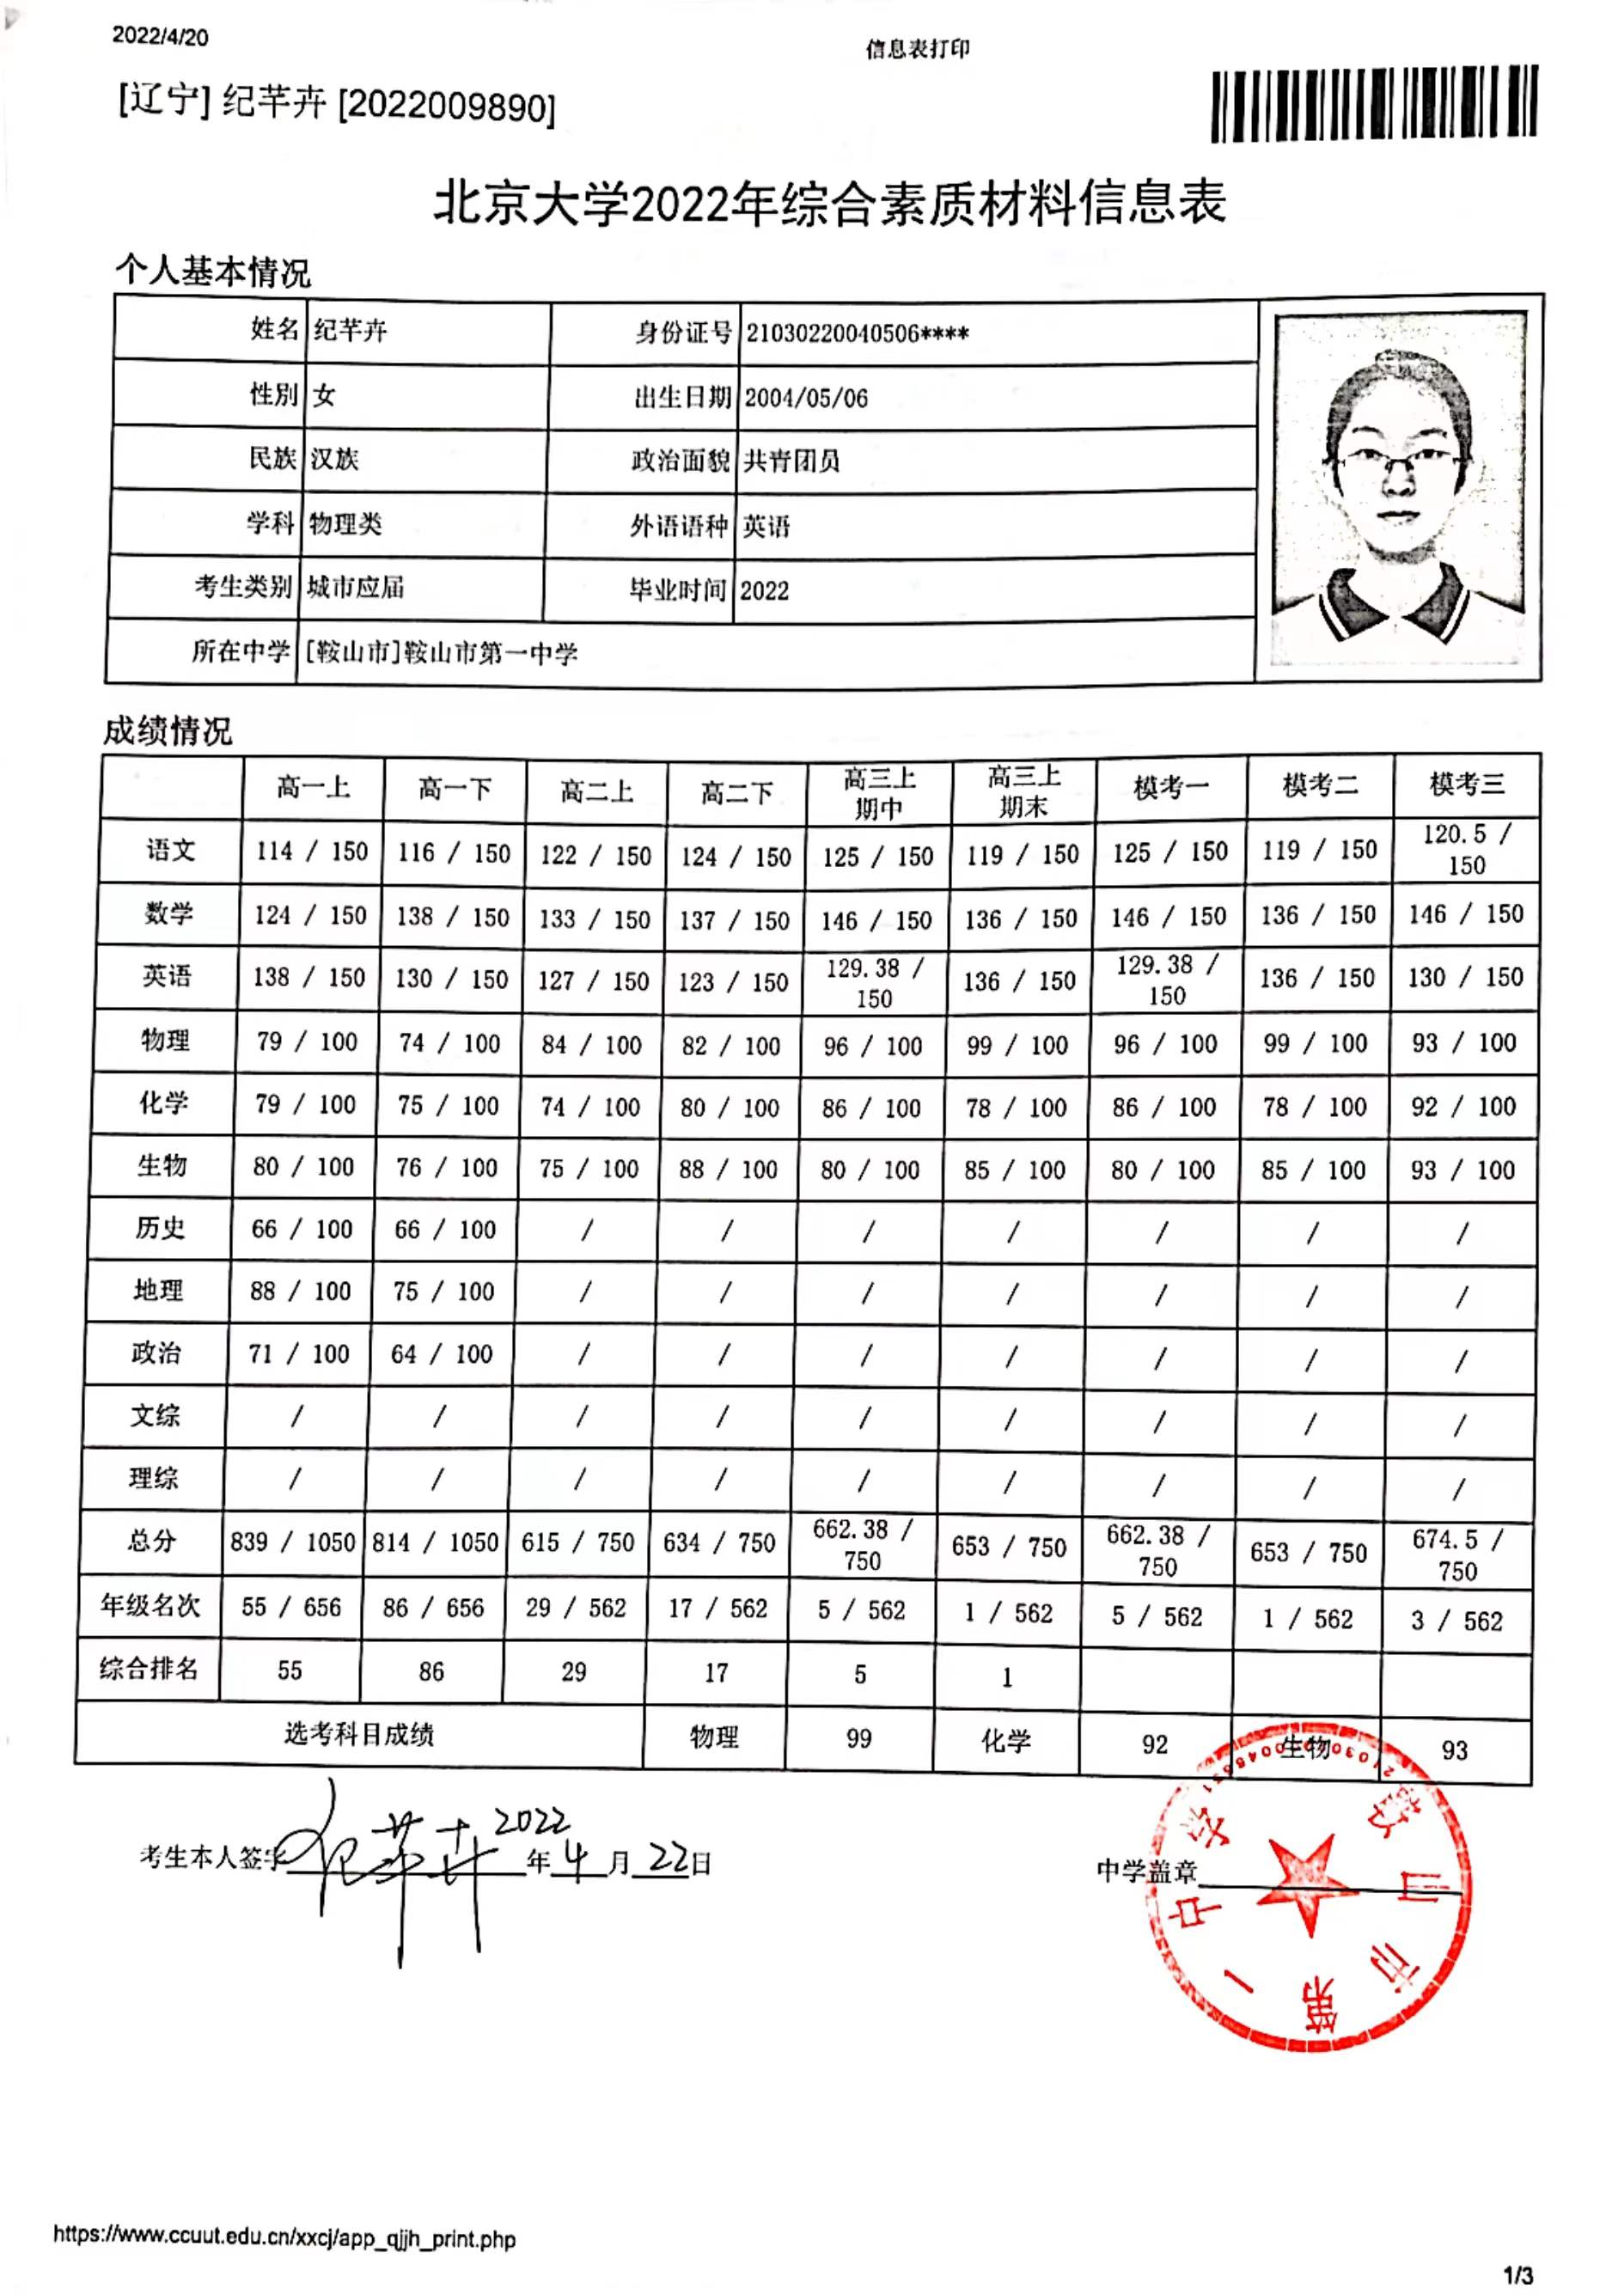 2022/4/20
信息表打印
[辽宁] 纪芊卉 [2022009890]
北京大学2022年综合素质材料信息表
个人基本情况
姓名 纪芊卉 身份证号 21030220040506****
性别 女 出生日期 2004/05/06
民族 汉族 政治面貌 共青团员
学科 物理类 外语语种 英语
考生类别 城市应届 毕业时间 2022
所在中学 [鞍山市]鞍山市第一中学
成绩情况
高一上 高一下 高二上 高二下 高三上期中 高三上期末 模考一 模考二 模考三
语文 114 / 150 116 / 150 122 / 150 124 / 150 125 / 150 119 / 150 125 / 150 119 / 150 120.5 / 150
数学 124 / 150 138 / 150 133 / 150 137 / 150 146 / 150 136 / 150 146 / 150 136 / 150 146 / 150
英语 138 / 150 130 / 150 127 / 150 123 / 150 129.38 / 150 136 / 150 129.38 / 150 136 / 150 130 / 150
物理 79 / 100 74 / 100 84 / 100 82 / 100 96 / 100 99 / 100 96 / 100 99 / 100 93 / 100
化学 79 / 100 75 / 100 74 / 100 80 / 100 86 / 100 78 / 100 86 / 100 78 / 100 92 / 100
生物 80 / 100 76 / 100 75 / 100 88 / 100 80 / 100 85 / 100 80 / 100 85 / 100 93 / 100
历史 66 / 100 66 / 100 / / / / / / /
地理 88 / 100 75 / 100 / / / / / / /
政治 71 / 100 64 / 100 / / / / / / /
文综 / / / / / / / / /
理综 / / / / / / / / /
总分 839 / 1050 814 / 1050 615 / 750 634 / 750 662.38 / 750 653 / 750 662.38 / 750 653 / 750 674.5 / 750
年级名次 55 / 656 86 / 656 29 / 562 17 / 562 5 / 562 1 / 562 5 / 562 1 / 562 3 / 562
综合排名 55 86 29 17 5 1
选考科目成绩 物理 99 化学 92 生物 93
考生本人签字 纪芊卉 2022 年 4 月 22 日
中学盖章
鞍山市第一中学
https://www.ccuut.edu.cn/xxcj/app_qjjh_print.php
1/3